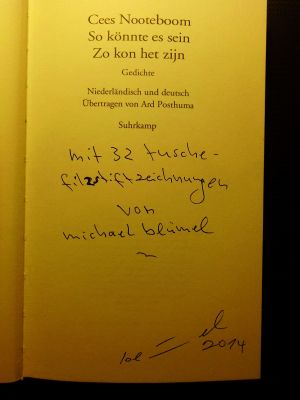 Cees Nooteboom
So könnte es sein
Zo kon het zijn
Gedichte
Niederländisch und deutsch
Übertragen von Ard Posthuma
Suhrkamp
mit 32 tusche-
filzstiftzeichnungen
von
michael blümel
2014